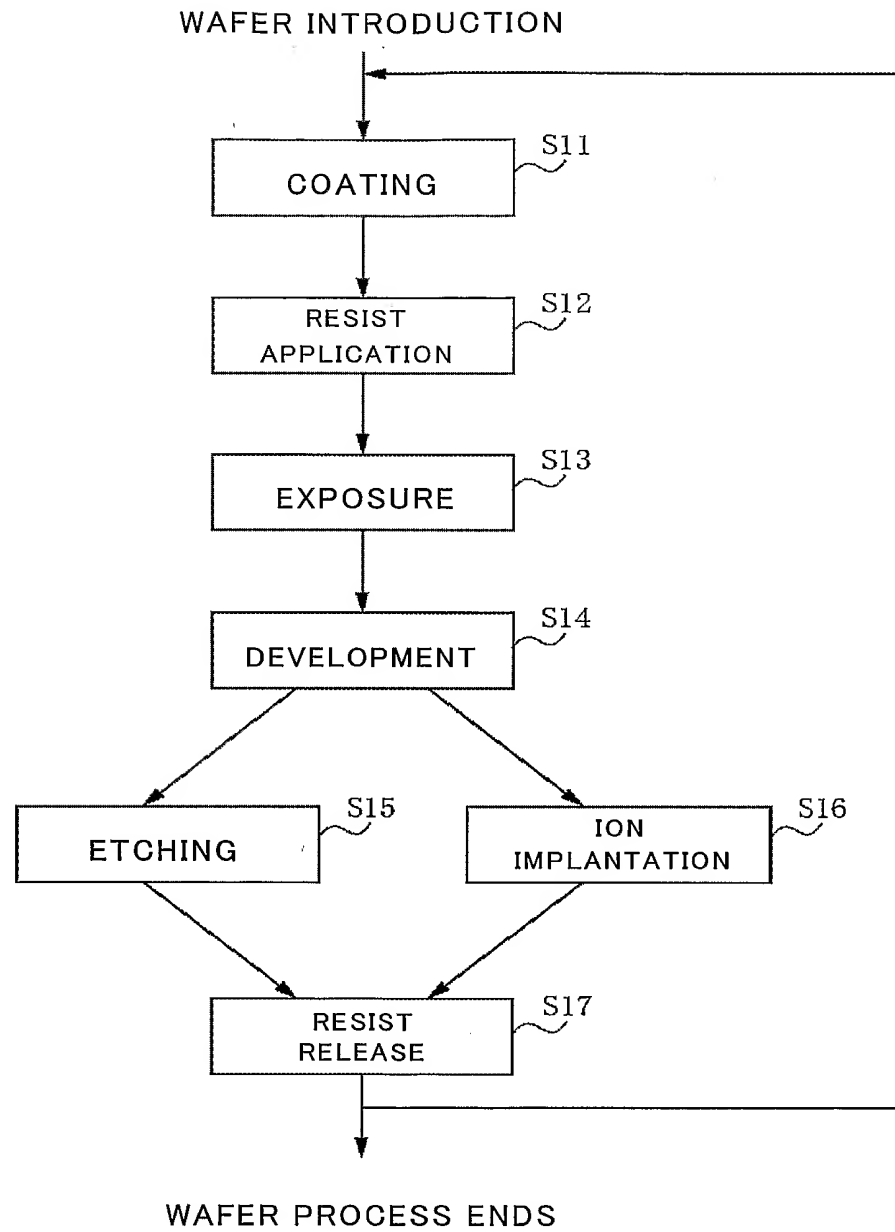 WAFER INTRODUCTION
S11
COATING
S12
RESIST
APPLICATION
S13
EXPOSURE
S14
DEVELOPMENT
S15
ETCHING
S16
ION
IMPLANTATION
S17
RESIST
RELEASE
WAFER PROCESS ENDS